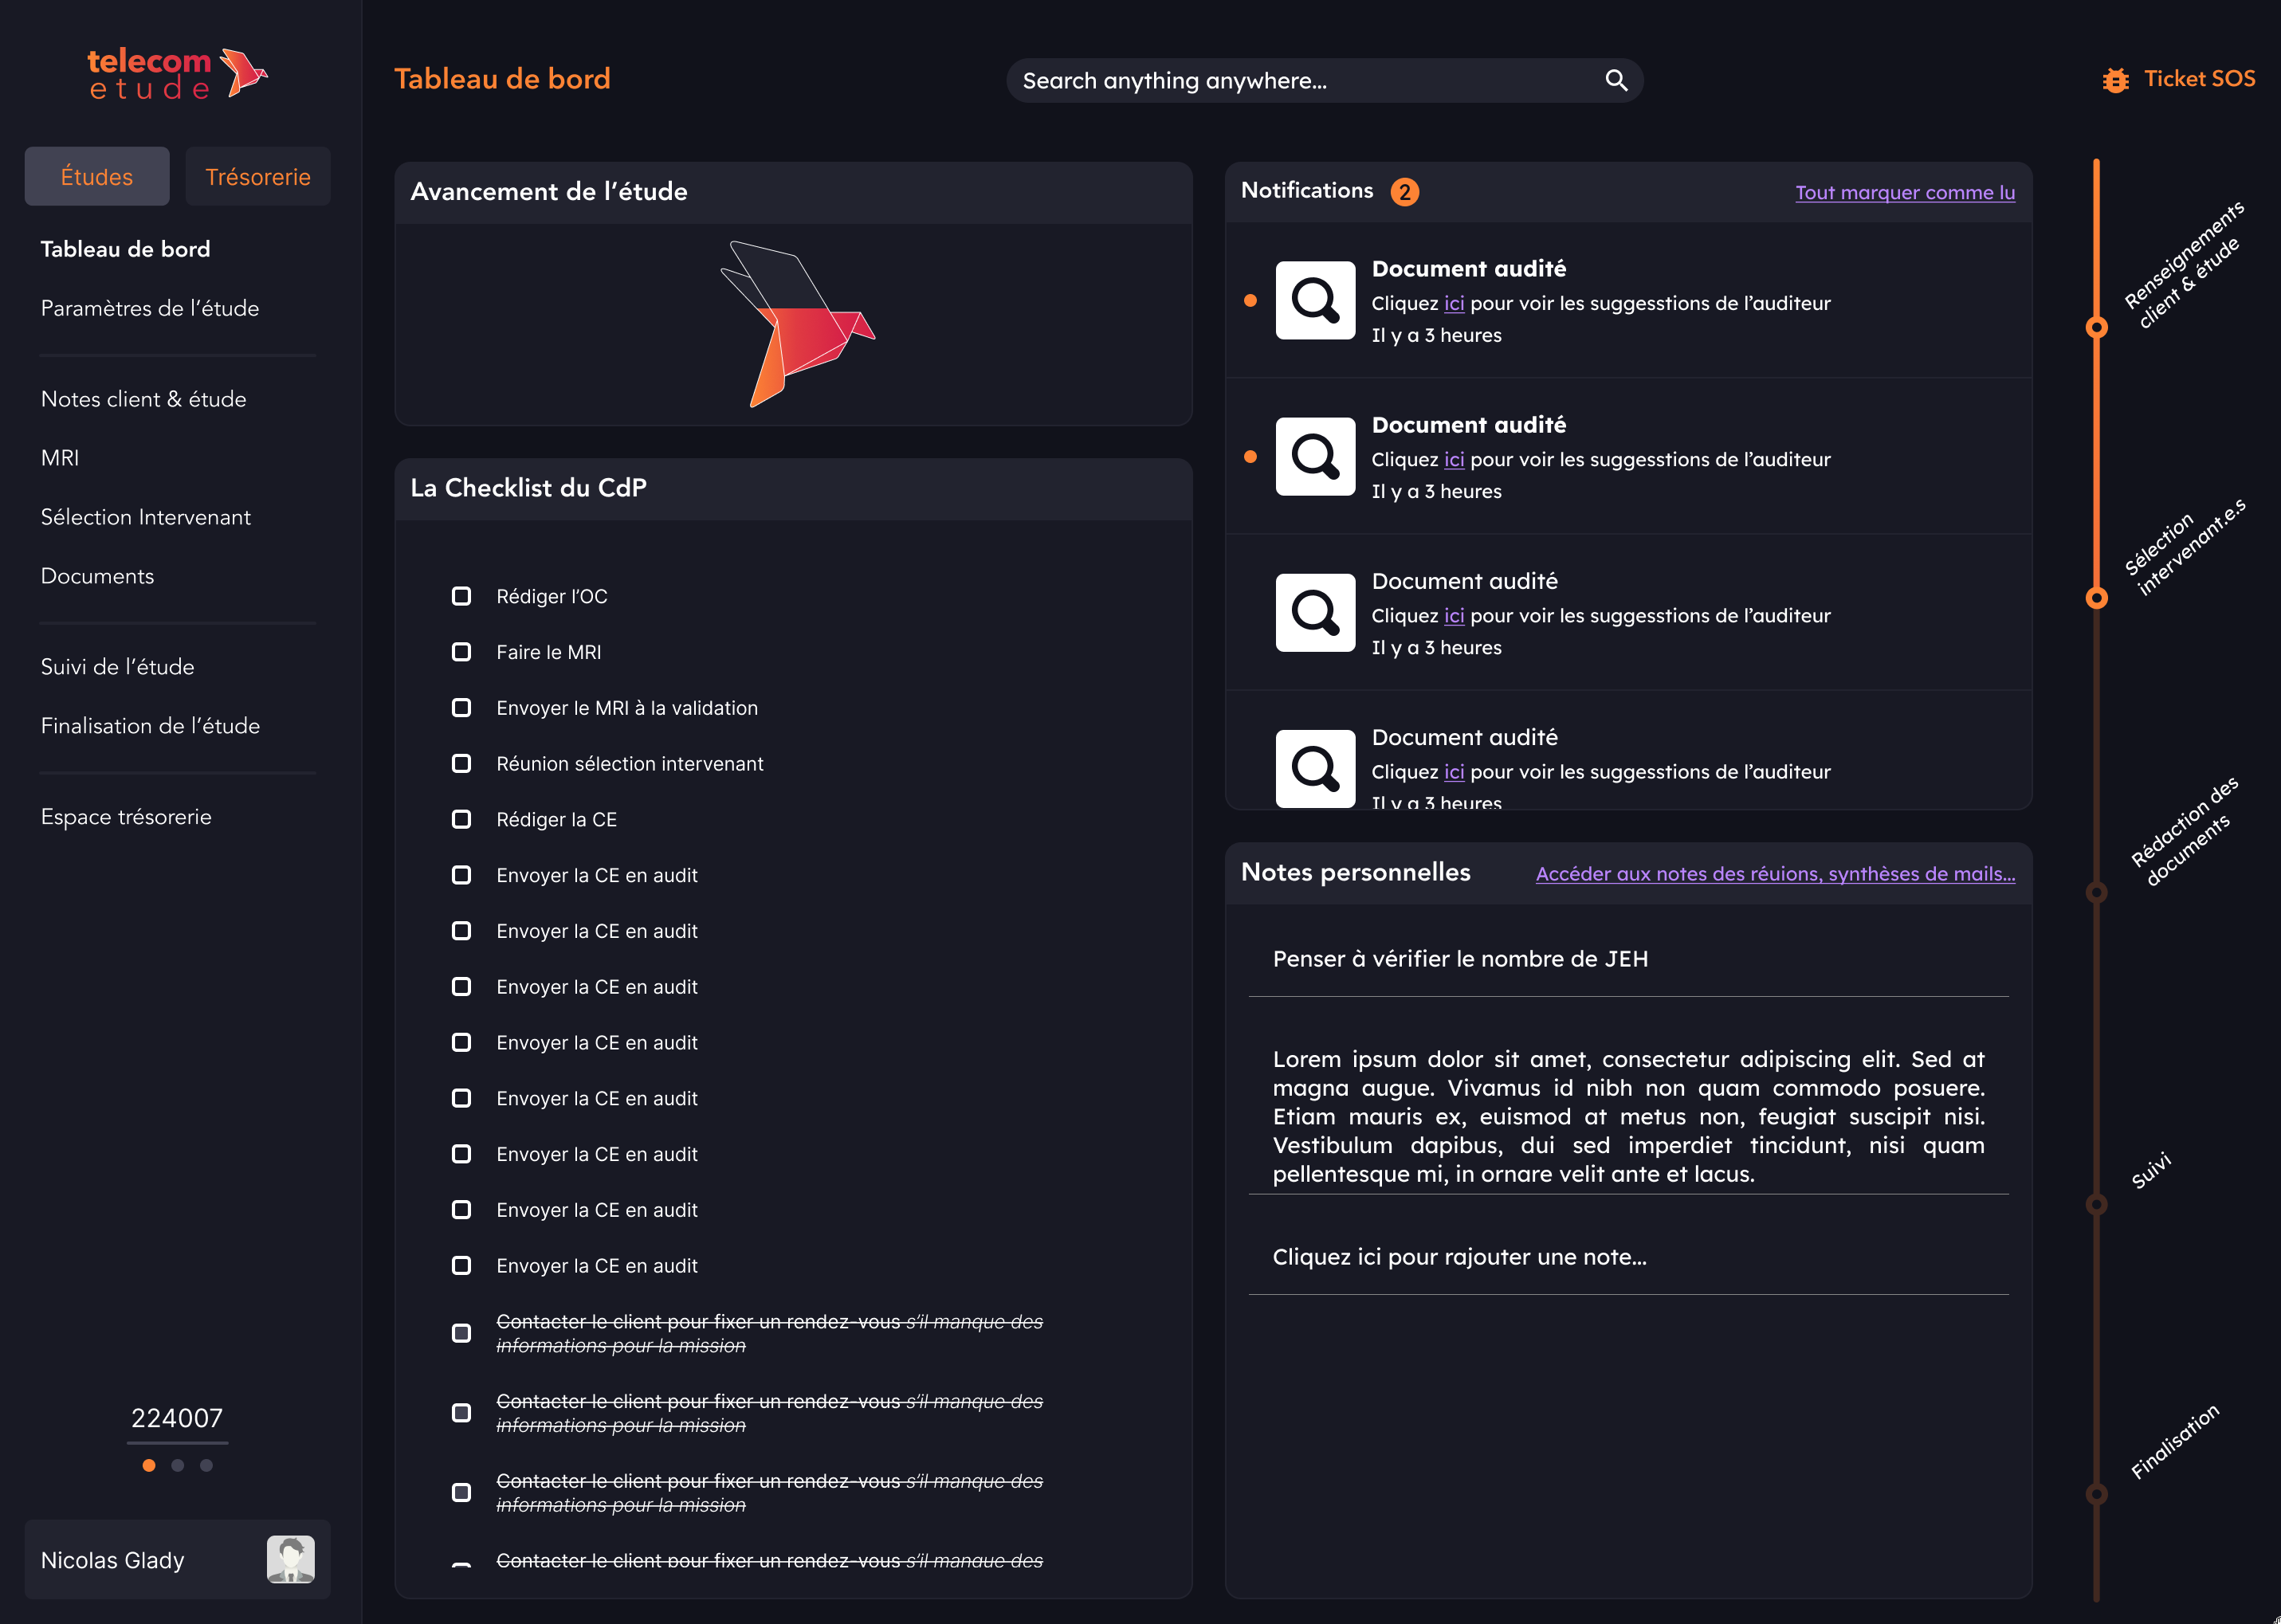 telecom
etude
Études
Trésorerie
Tableau de bord
Paramètres de l'étude
Notes client & étude
MRI
Sélection Intervenant
Documents
Suivi de l'étude
Finalisation de l'étude
Espace trésorerie
224007
Nicolas Glady
Tableau de bord
Search anything anywhere...
Ticket SOS
Avancement de l'étude
La Checklist du CdP
Rédiger l'OC
Faire le MRI
Envoyer le MRI à la validation
Réunion sélection intervenant
Rédiger la CE
Envoyer la CE en audit
Envoyer la CE en audit
Envoyer la CE en audit
Envoyer la CE en audit
Envoyer la CE en audit
Envoyer la CE en audit
Envoyer la CE en audit
Envoyer la CE en audit
Contacter le client pour fixer un rendez-vous s'il manque des
informations pour la mission
Contacter le client pour fixer un rendez-vous s'il manque des
informations pour la mission
Contacter le client pour fixer un rendez-vous s'il manque des
informations pour la mission
Contacter le client pour fixer un rendez-vous s'il manque des
Notifications 2
Tout marquer comme lu
Document audité
Cliquez ici pour voir les suggesstions de l'auditeur
Il y a 3 heures
Document audité
Cliquez ici pour voir les suggesstions de l'auditeur
Il y a 3 heures
Document audité
Cliquez ici pour voir les suggesstions de l'auditeur
Il y a 3 heures
Document audité
Cliquez ici pour voir les suggesstions de l'auditeur
Il y a 3 heures
Notes personnelles
Accéder aux notes des réuions, synthèses de mails...
Penser à vérifier le nombre de JEH
Lorem ipsum dolor sit amet, consectetur adipiscing elit. Sed at
magna augue. Vivamus id nibh non quam commodo posuere.
Etiam mauris ex, euismod at metus non, feugiat suscipit nisi.
Vestibulum dapibus, dui sed imperdiet tincidunt, nisi quam
pellentesque mi, in ornare velit ante et lacus.
Cliquez ici pour rajouter une note...
Renseignements
client & étude
Sélection
intervenant.e.s
Rédaction des
documents
Suivi
Finalisation